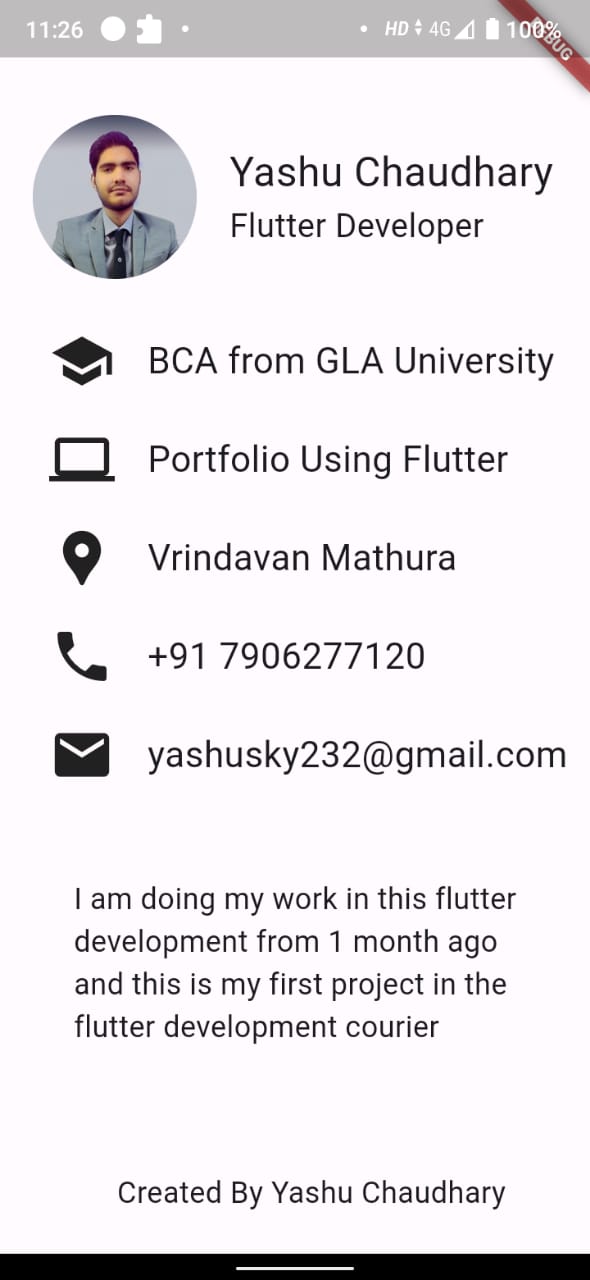 11:26 HD 4G 100%
DEBUG
Yashu Chaudhary
Flutter Developer
BCA from GLA University
Portfolio Using Flutter
Vrindavan Mathura
+91 7906277120
yashusky232@gmail.com
I am doing my work in this flutter
development from 1 month ago
and this is my first project in the
flutter development courier
Created By Yashu Chaudhary